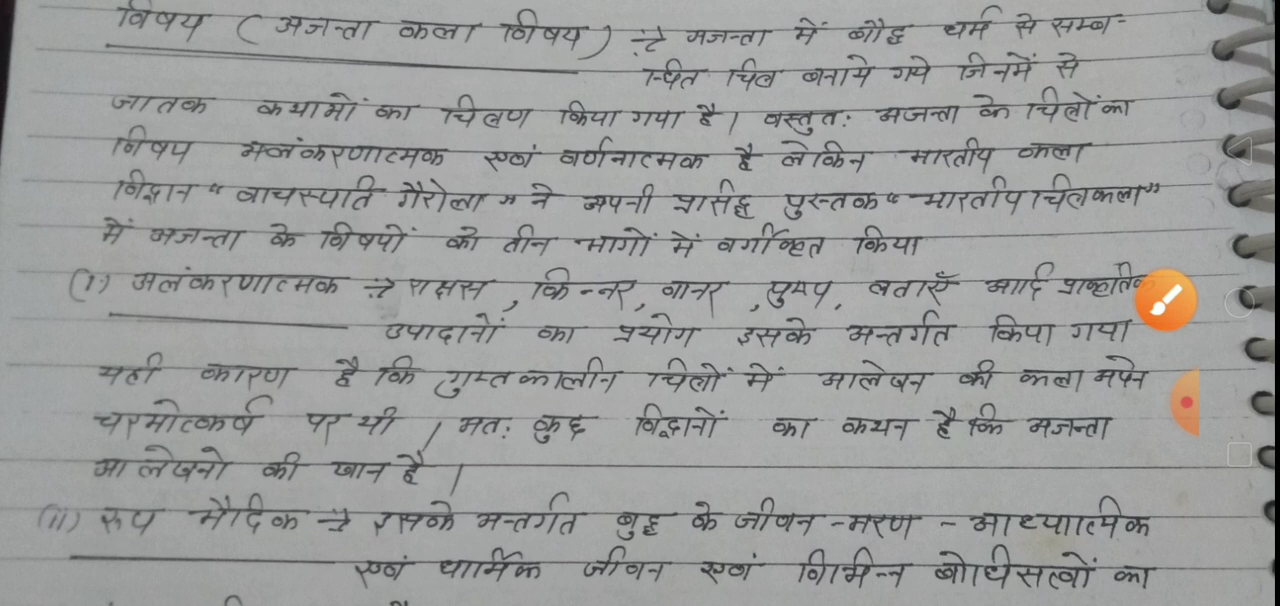 विषय ( अजन्ता कला विषय ) ÷> अजन्ता में बौद्ध धर्म से सम्ब-
न्धित चित्र बनाये गये जिनमें से
जातक कथाओं का चित्रण किया गया है। वस्तुत: अजन्ता के चित्रों का
विषय अलंकरणात्मक एवं वर्णनात्मक है लेकिन भारतीय कला
विद्वान "वाचस्पति गैरोला" ने अपनी प्रसिद्ध पुस्तक "भारतीय चित्रकला"
में अजन्ता के विषयों को तीन भागों में वर्गीकृत किया
(i) अलंकरणात्मक ÷> राक्षस, किन्नर, वानर, पुष्प, लताएँ आदि प्राकृतिक
उपादानों का प्रयोग इसके अन्तर्गत किया गया
यही कारण है कि गुप्तकालीन चित्रों में आलेखन की कला अपने
चरमोत्कर्ष पर थी। अत: कुछ विद्वानों का कथन है कि अजन्ता
आलेखनो की खान है।
(ii) रूप भैदिक ÷> इसके अन्तर्गत बुद्ध के जीवन-मरण - आध्यात्मिक
एवं धार्मिक जीवन एवं विभिन्न बोधिसत्वों का